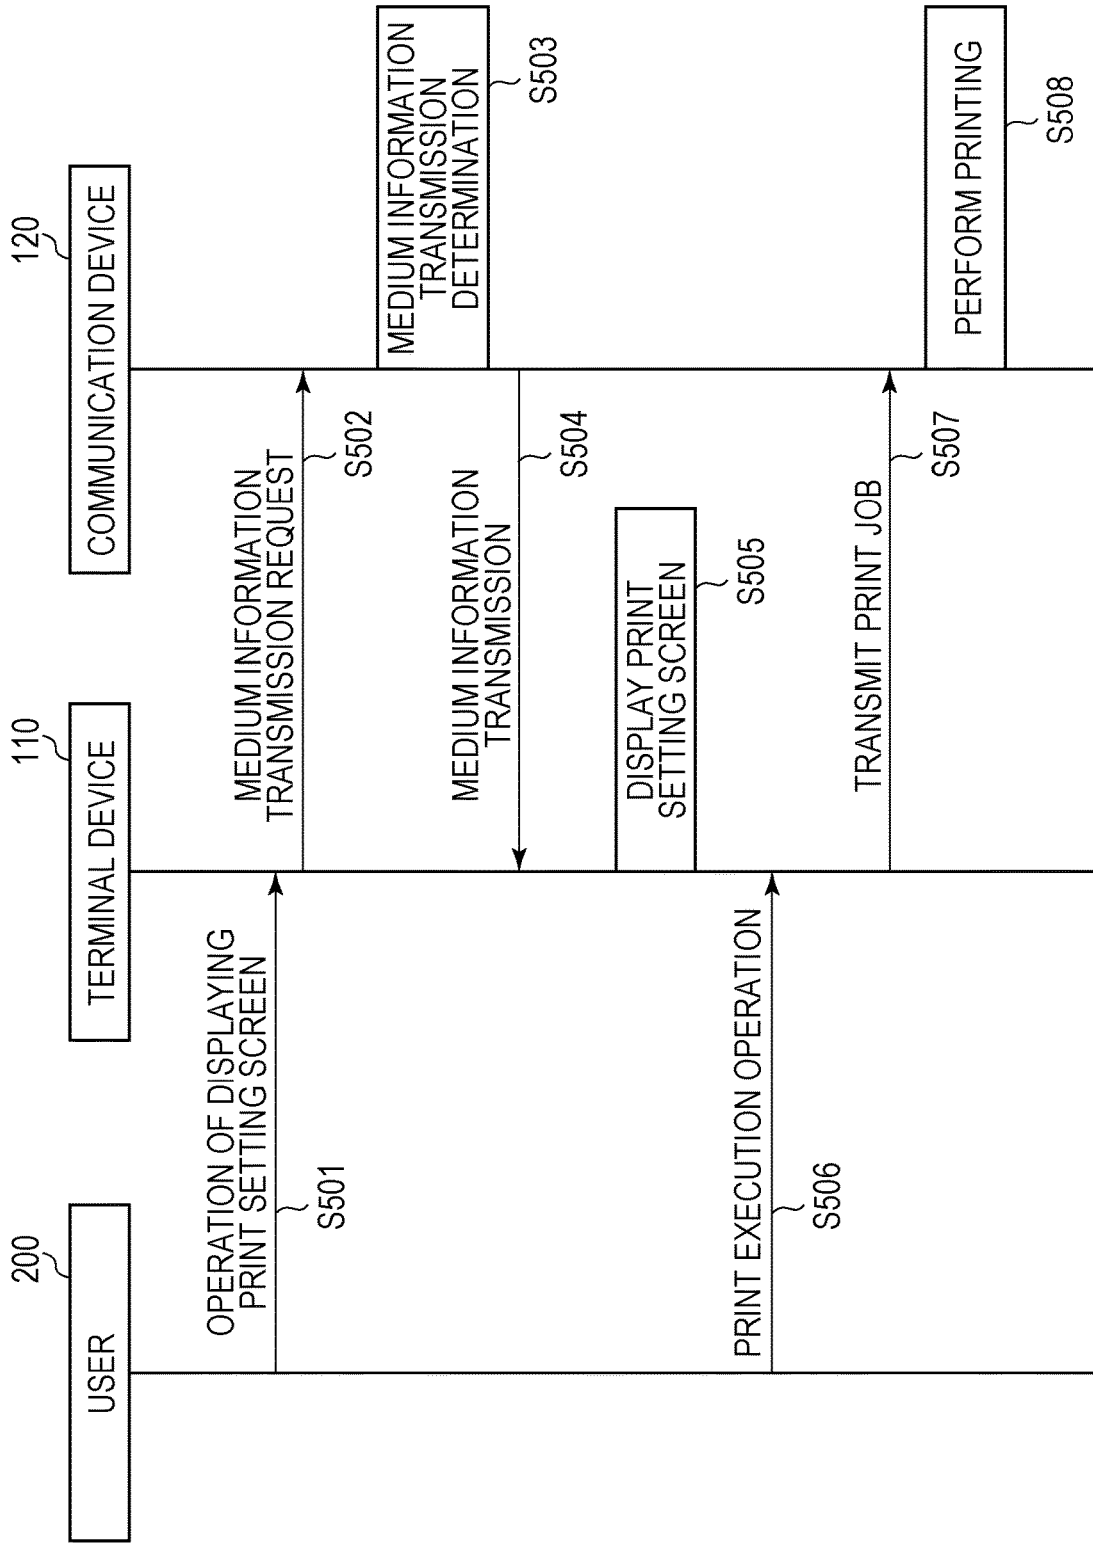 200
USER
110
TERMINAL DEVICE
120
COMMUNICATION DEVICE
OPERATION OF DISPLAYING
PRINT SETTING SCREEN
S501
MEDIUM INFORMATION
TRANSMISSION REQUEST
S502
MEDIUM INFORMATION
TRANSMISSION
DETERMINATION
S503
MEDIUM INFORMATION
TRANSMISSION
S504
DISPLAY PRINT
SETTING SCREEN
S505
PRINT EXECUTION OPERATION
S506
TRANSMIT PRINT JOB
S507
PERFORM PRINTING
S508